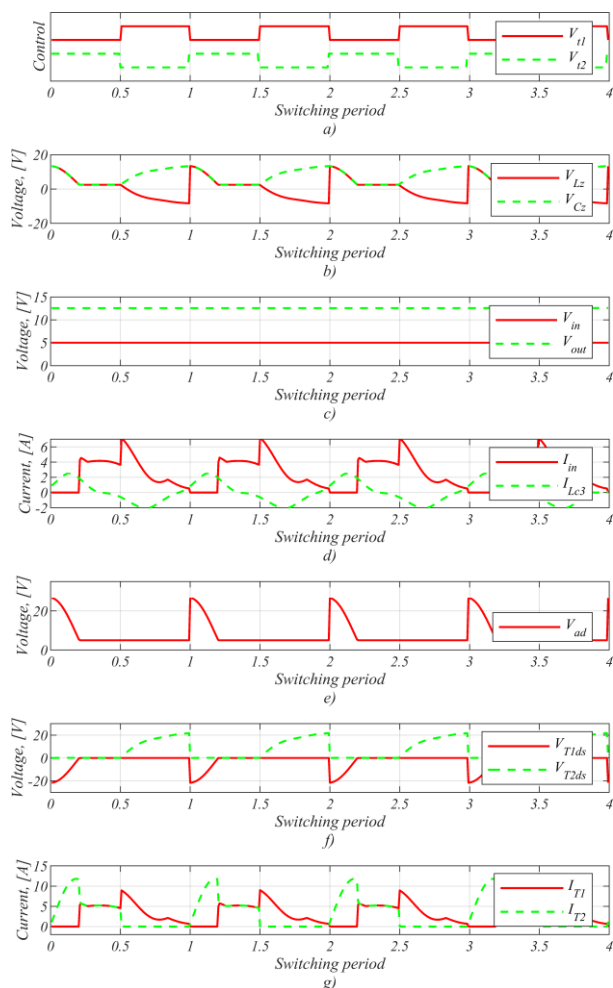 Control
V_t1
V_t2
0 0.5 1 1.5 2 2.5 3 3.5 4
Switching period
a)
Voltage, [V]
20
0
-20
V_Lz
V_Cz
0 0.5 1 1.5 2 2.5 3 3.5 4
Switching period
b)
Voltage, [V]
15
10
5
0
V_in
V_out
0 0.5 1 1.5 2 2.5 3 3.5 4
Switching period
c)
Current, [A]
6
4
2
0
-2
I_in
I_Lc3
0 0.5 1 1.5 2 2.5 3 3.5 4
Switching period
d)
Voltage, [V]
20
0
V_ad
0 0.5 1 1.5 2 2.5 3 3.5 4
Switching period
e)
Voltage, [V]
20
0
-20
V_T1ds
V_T2ds
0 0.5 1 1.5 2 2.5 3 3.5 4
Switching period
f)
Current, [A]
15
10
5
0
I_T1
I_T2
0 0.5 1 1.5 2 2.5 3 3.5 4
Switching period
g)